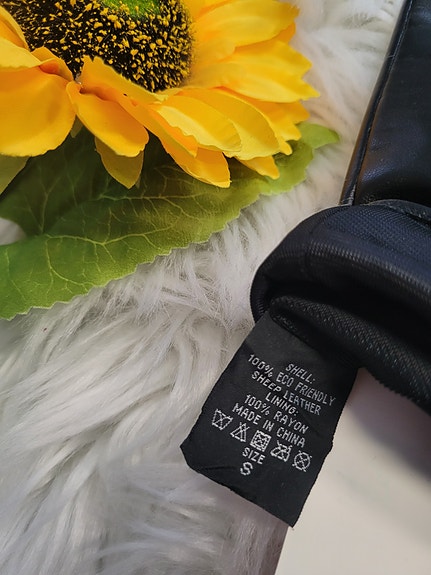 SHELL:
100% ECO FRIENDLY
SHEEP LEATHER
LINING:
100% RAYON
MADE IN CHINA
SIZE
S